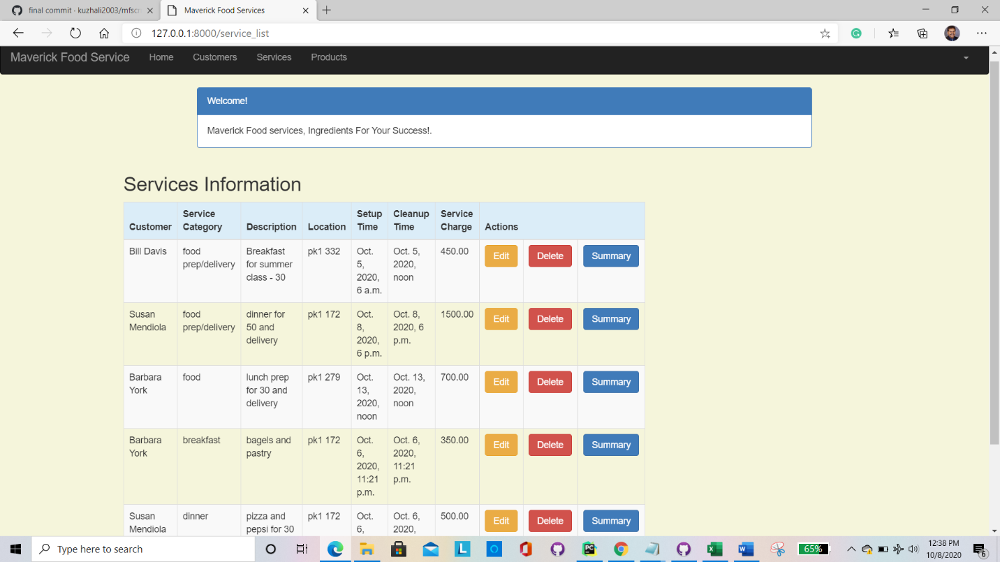 final commit - kuzhali2003/mfscr
Maverick Food Services
127.0.0.1:8000/service_list
Maverick Food Service Home Customers Services Products
Welcome!
Maverick Food services, Ingredients For Your Success!.
Services Information
Customer Service Category Description Location Setup Time Cleanup Time Service Charge Actions
Bill Davis food prep/delivery Breakfast for summer class - 30 pk1 332 Oct. 5, 2020, 6 a.m. Oct. 5, 2020, noon 450.00 Edit Delete Summary
Susan Mendiola food prep/delivery dinner for 50 and delivery pk1 172 Oct. 8, 2020, 6 p.m. Oct. 8, 2020, 6 p.m. 1500.00 Edit Delete Summary
Barbara York food lunch prep for 30 and delivery pk1 279 Oct. 13, 2020, noon Oct. 13, 2020, noon 700.00 Edit Delete Summary
Barbara York breakfast bagels and pastry pk1 172 Oct. 6, 2020, 11:21 p.m. Oct. 6, 2020, 11:21 p.m. 350.00 Edit Delete Summary
Susan Mendiola dinner pizza and pepsi for 30 pk1 172 Oct. 6, Oct. 6, 2020, 500.00 Edit Delete Summary
Type here to search
65%
12:38 PM
10/8/2020
6